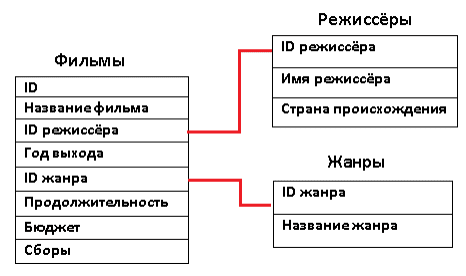 Фильмы
ID
Название фильма
ID режиссёра
Год выхода
ID жанра
Продолжительность
Бюджет
Сборы
Режиссёры
ID режиссёра
Имя режиссёра
Страна происхождения
Жанры
ID жанра
Название жанра